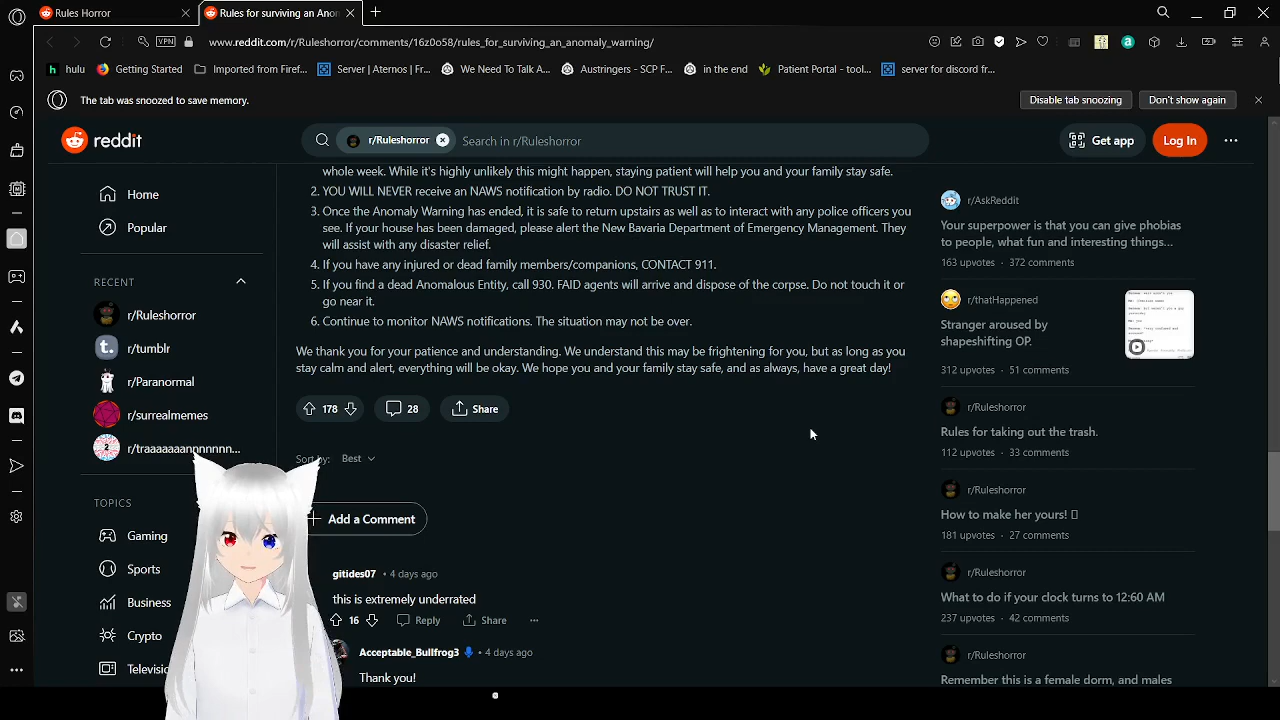 Rules Horror
Rules for surviving an Anon
www.reddit.com/r/Ruleshorror/comments/16z0o58/rules_for_surviving_an_anomaly_warning/
VPN
hulu
Getting Started
Imported from Firef...
Server | Aternos | Fr...
We Need To Talk A...
Austringers - SCP F...
in the end
Patient Portal - tool...
server for discord fr...
The tab was snoozed to save memory.
Disable tab snoozing
Don't show again
reddit
r/Ruleshorror
Search in r/Ruleshorror
Get app
Log In
Home
Popular
RECENT
r/Ruleshorror
r/tumblr
r/Paranormal
r/surrealmemes
r/traaaaaaannnnnnn...
TOPICS
Gaming
Sports
Business
Crypto
Televisio
whole week. While it's highly unlikely this might happen, staying patient will help you and your family stay safe.
2. YOU WILL NEVER receive an NAWS notification by radio. DO NOT TRUST IT.
3. Once the Anomaly Warning has ended, it is safe to return upstairs as well as to interact with any police officers you
see. If your house has been damaged, please alert the New Bavaria Department of Emergency Management. They
will assist with any disaster relief.
4. If you have any injured or dead family members/companions, CONTACT 911.
5. If you find a dead Anomalous Entity, call 930. FAID agents will arrive and dispose of the corpse. Do not touch it or
go near it.
6. Continue to monitor NAWS notifications. The situation may not be over.
We thank you for your patience and understanding. We understand this may be frightening for you, but as long as you
stay calm and alert, everything will be okay. We hope you and your family stay safe, and as always, have a great day!
178
28
Share
Sort by:
Best
Add a Comment
gitides07 • 4 days ago
this is extremely underrated
16
Reply
Share
Acceptable_Bullfrog3 • 4 days ago
Thank you!
r/AskReddit
Your superpower is that you can give phobias
to people, what fun and interesting things...
163 upvotes · 372 comments
r/thatHappened
Stranger aroused by
shapeshifting OP.
312 upvotes · 51 comments
r/Ruleshorror
Rules for taking out the trash.
112 upvotes · 33 comments
r/Ruleshorror
How to make her yours!
181 upvotes · 27 comments
r/Ruleshorror
What to do if your clock turns to 12:60 AM
237 upvotes · 42 comments
r/Ruleshorror
Remember this is a female dorm, and males